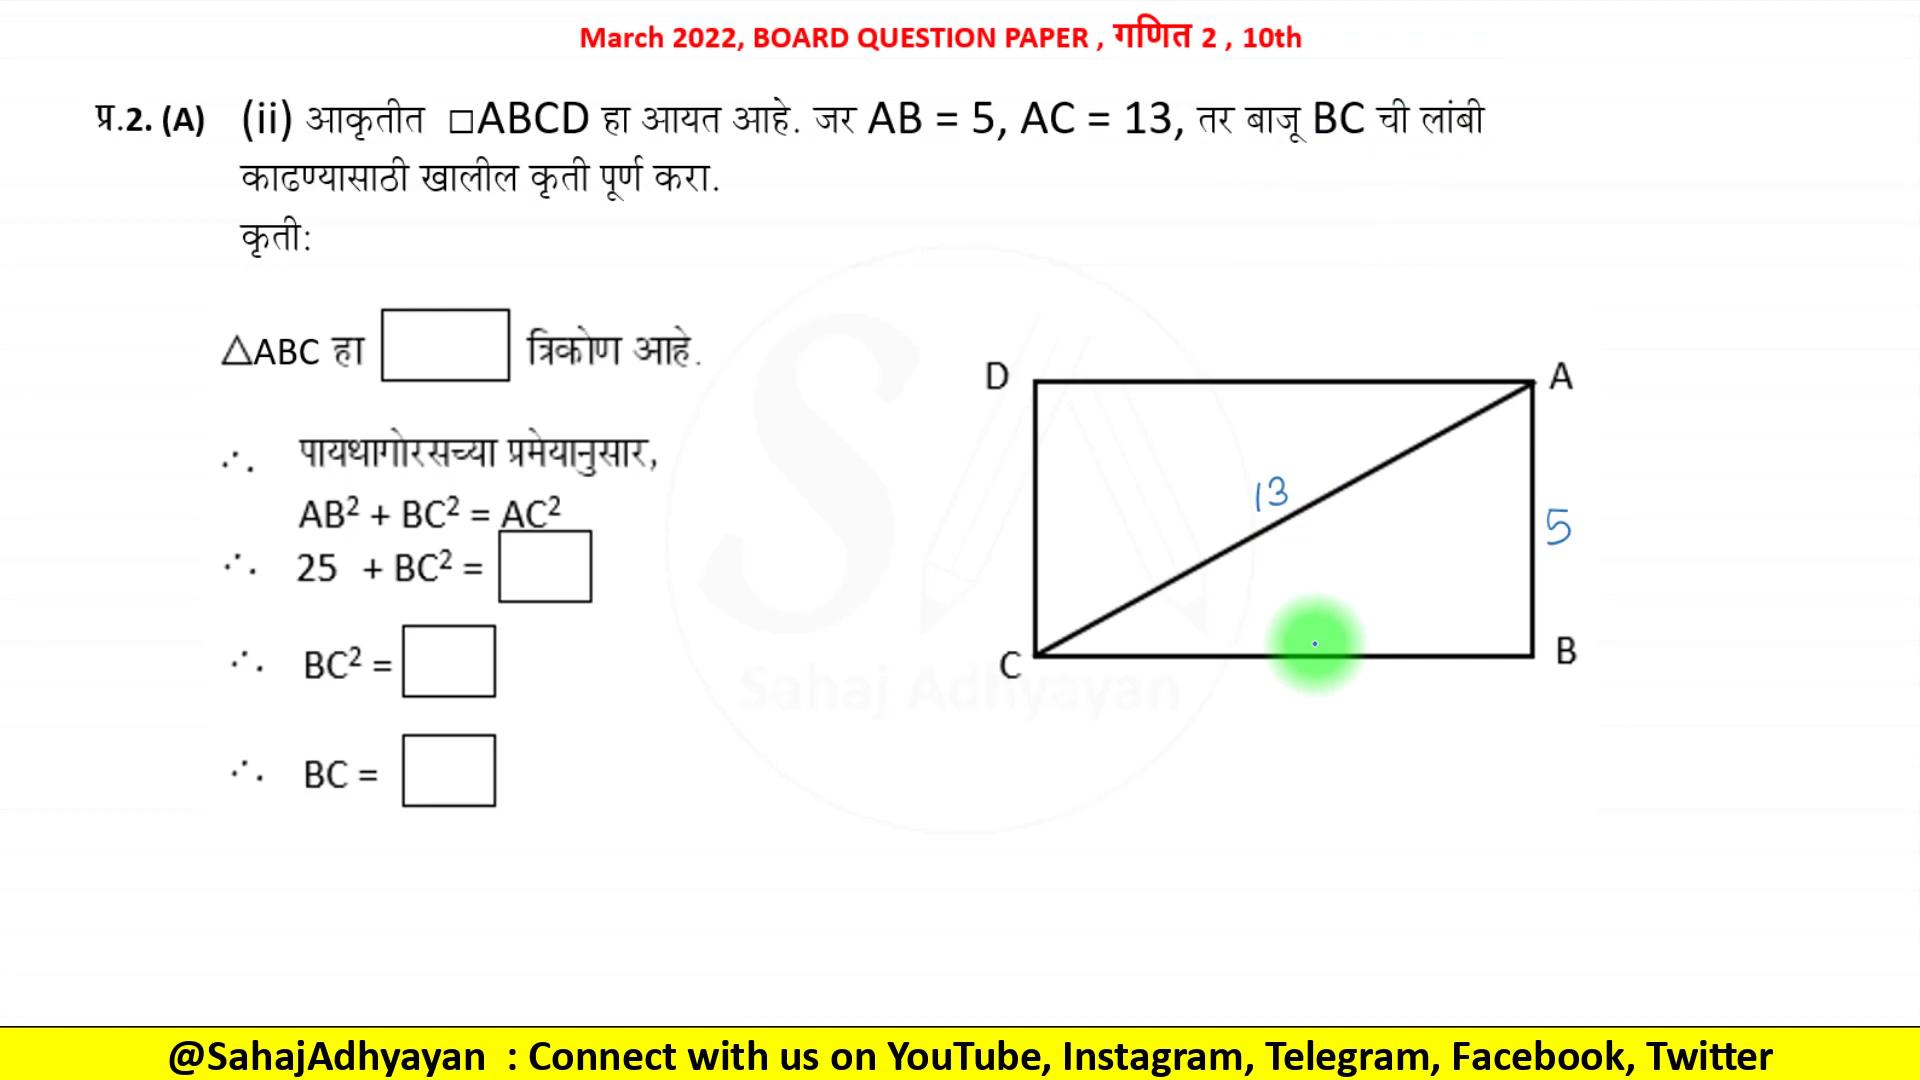 March 2022, BOARD QUESTION PAPER , गणित 2 , 10th
प्र.2. (A) (ii) आकृतीत □ABCD हा आयत आहे. जर AB = 5, AC = 13, तर बाजू BC ची लांबी
काढण्यासाठी खालील कृती पूर्ण करा.
कृती:
△ABC हा त्रिकोण आहे.
∴ पायथागोरसच्या प्रमेयानुसार,
AB² + BC² = AC²
∴ 25 + BC² =
∴ BC² =
∴ BC =
D
A
13
5
C
B
Sahaj Adhyayan
@SahajAdhyayan : Connect with us on YouTube, Instagram, Telegram, Facebook, Twitter